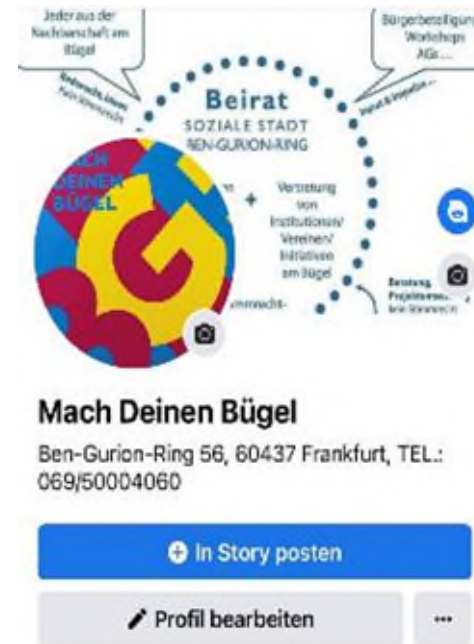 Jeder aus der
Nachbarschaft am
Bügel
Bürgerbeteiligung
Workshops
AGs ...
Beirat
SOZIALE STADT
BEN-GURION-RING
+
Vertretung
von
Institutionen/
Vereinen/
Initiativen
am Bügel
Beratung,
MACH
DEINEN
BÜGEL
G
Mach Deinen Bügel
Ben-Gurion-Ring 56, 60437 Frankfurt, TEL.:
069/50004060
In Story posten
Profil bearbeiten
...